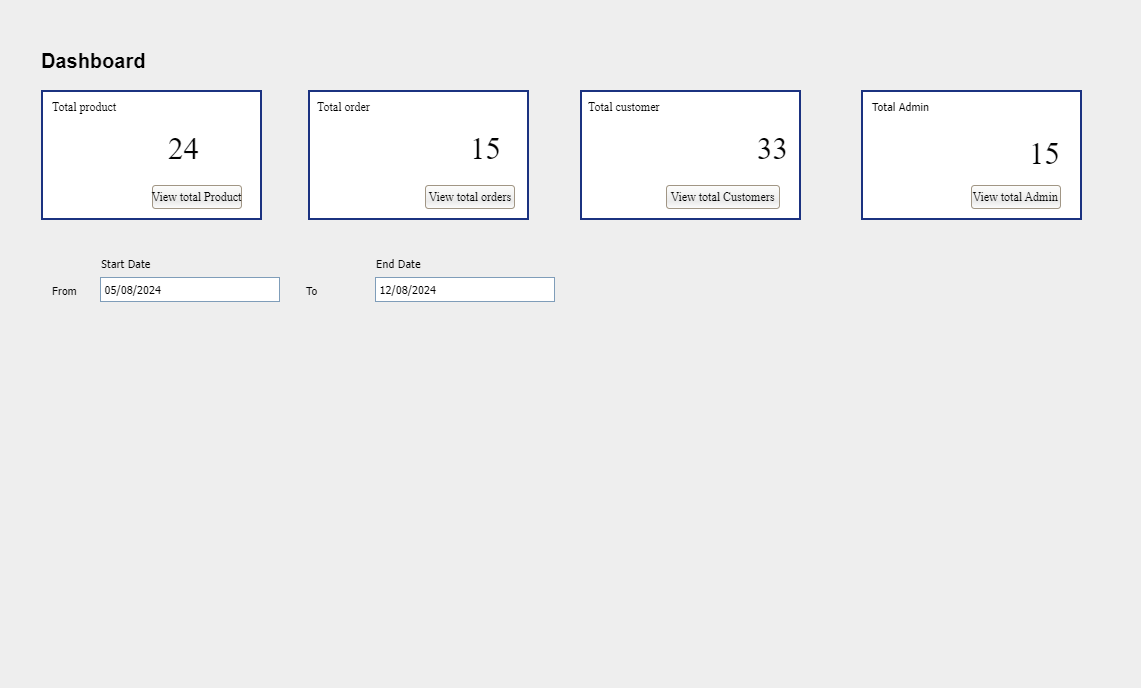 Dashboard
Total product
24
View total Product
Total order
15
View total orders
Total customer
33
View total Customers
Total Admin
15
View total Admin
Start Date
From 05/08/2024
End Date
To 12/08/2024